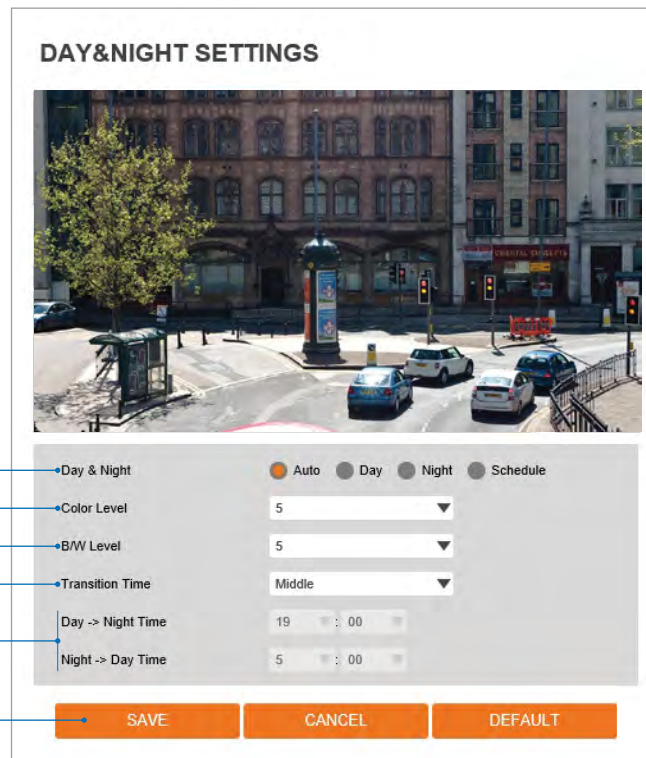 DAY&NIGHT SETTINGS
ORIENTAL
Day & Night Auto Day Night Schedule
Color Level 5
B/W Level 5
Transition Time Middle
Day -> Night Time 19 : 00
Night -> Day Time 5 : 00
SAVE CANCEL DEFAULT